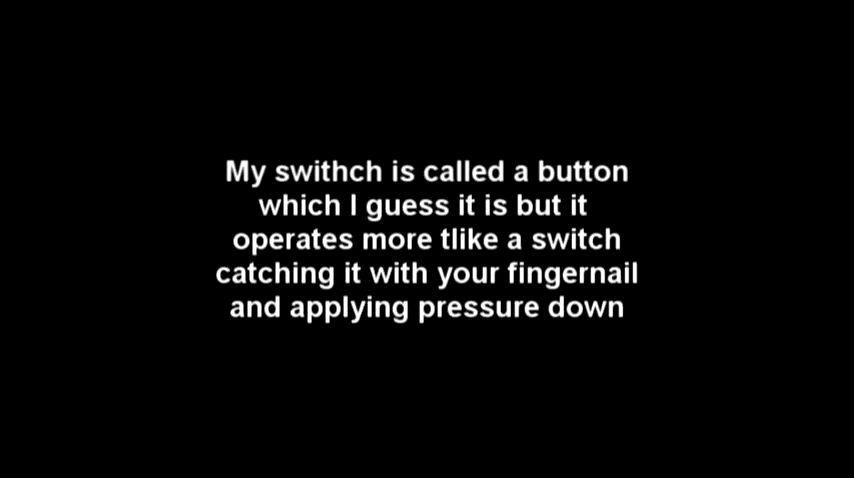 My swithch is called a button
which I guess it is but it
operates more tlike a switch
catching it with your fingernail
and applying pressure down